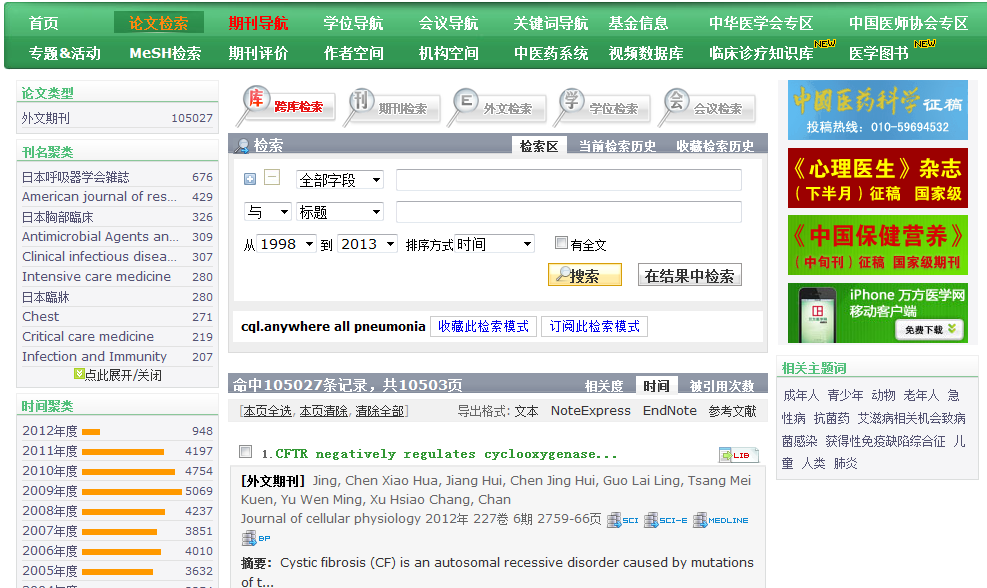 首页 论文检索 期刊导航 学位导航 会议导航 关键词导航 基金信息 中华医学会专区 中国医师协会专区
专题&活动 MeSH检索 期刊评价 作者空间 机构空间 中医药系统 视频数据库 临床诊疗知识库 NEW 医学图书 NEW
论文类型
外文期刊 105027
刊名聚类
日本呼吸器学会雑誌 676
American journal of res... 429
日本胸部臨床 326
Antimicrobial Agents an... 309
Clinical infectious disea... 307
Intensive care medicine 280
日本臨牀 280
Chest 271
Critical care medicine 219
Infection and Immunity 207
点此展开/关闭
时间聚类
2012年度 948
2011年度 4197
2010年度 4754
2009年度 5069
2008年度 4237
2007年度 3851
2006年度 4010
2005年度 3632
库 跨库检索 刊 期刊检索 E 外文检索 学 学位检索 会 会议检索
检索 检索区 当前检索历史 收藏检索历史
全部字段
与 标题
从 1998 到 2013 排序方式 时间 有全文
搜索 在结果中检索
cql.anywhere all pneumonia 收藏此检索模式 订阅此检索模式
命中105027条记录，共10503页 相关度 时间 被引用次数
[本页全选, 本页清除, 清除全部] 导出格式: 文本 NoteExpress EndNote 参考文献
1.CFTR negatively regulates cyclooxygenase... LIB
[外文期刊] Jing, Chen Xiao Hua, Jiang Hui, Chen Jing Hui, Guo Lai Ling, Tsang Mei
Kuen, Yu Wen Ming, Xu Hsiao Chang, Chan
Journal of cellular physiology 2012年 227卷 6期 2759-66页 SCI SCI-E MEDLINE
BP
摘要: Cystic fibrosis (CF) is an autosomal recessive disorder caused by mutations
of t...
中国医药科学 征稿
投稿热线: 010-59694532
《心理医生》杂志
(下半月) 征稿 国家级
《中国保健营养》
(中旬刊) 征稿 国家级期刊
iPhone 万方医学网
移动客户端
免费下载
相关主题词
成年人 青少年 动物 老年人 急
性病 抗菌药 艾滋病相关机会致病
菌感染 获得性免疫缺陷综合征 儿
童 人类 肺炎